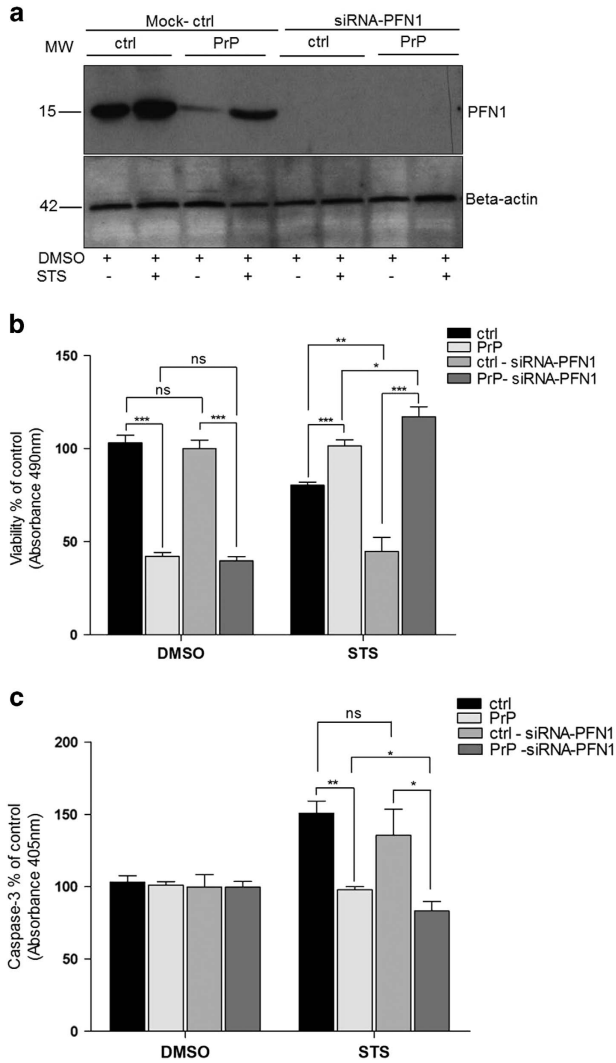 a
Mock- ctrl siRNA-PFN1
MW ctrl PrP ctrl PrP
15 PFN1
42 Beta-actin
DMSO + + + + + + + +
STS - + - + - + - +
b
ctrl
PrP
ctrl - siRNA-PFN1
PrP- siRNA-PFN1
Viability % of control
(Absorbance 490nm)
150
100
50
0
ns
ns
*** ***
**
*
*** ***
DMSO STS
c
ctrl
PrP
ctrl - siRNA-PFN1
PrP -siRNA-PFN1
Caspase-3 % of control
(Absorbance 405nm)
200
150
100
50
0
ns
*
** *
DMSO STS